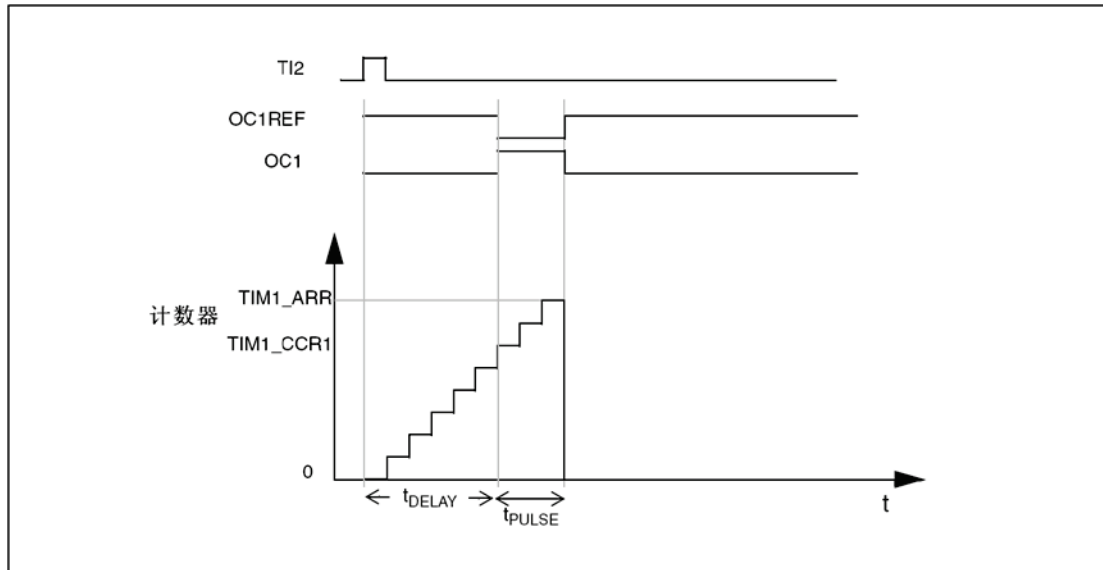 TI2
OC1REF
OC1
TIM1_ARR
计数器
TIM1_CCR1
0
tDELAY
tPULSE
t